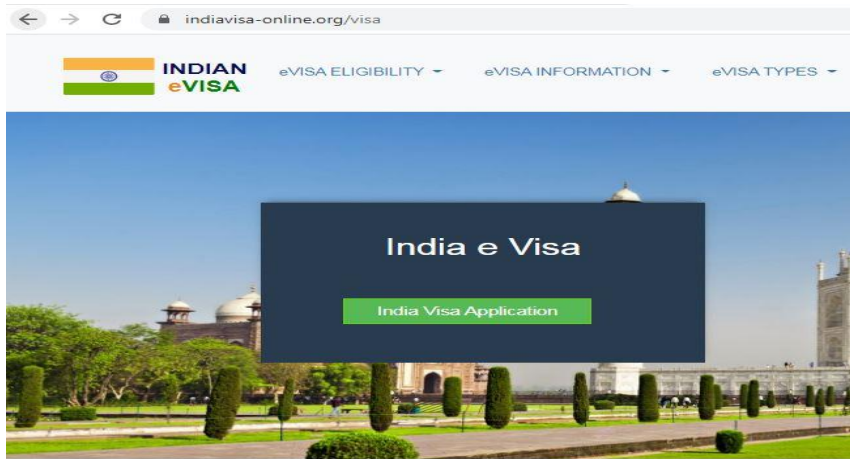 indiavisa-online.org/visa
INDIAN
eVISA
eVISA ELIGIBILITY
eVISA INFORMATION
eVISA TYPES
India e Visa
India Visa Application